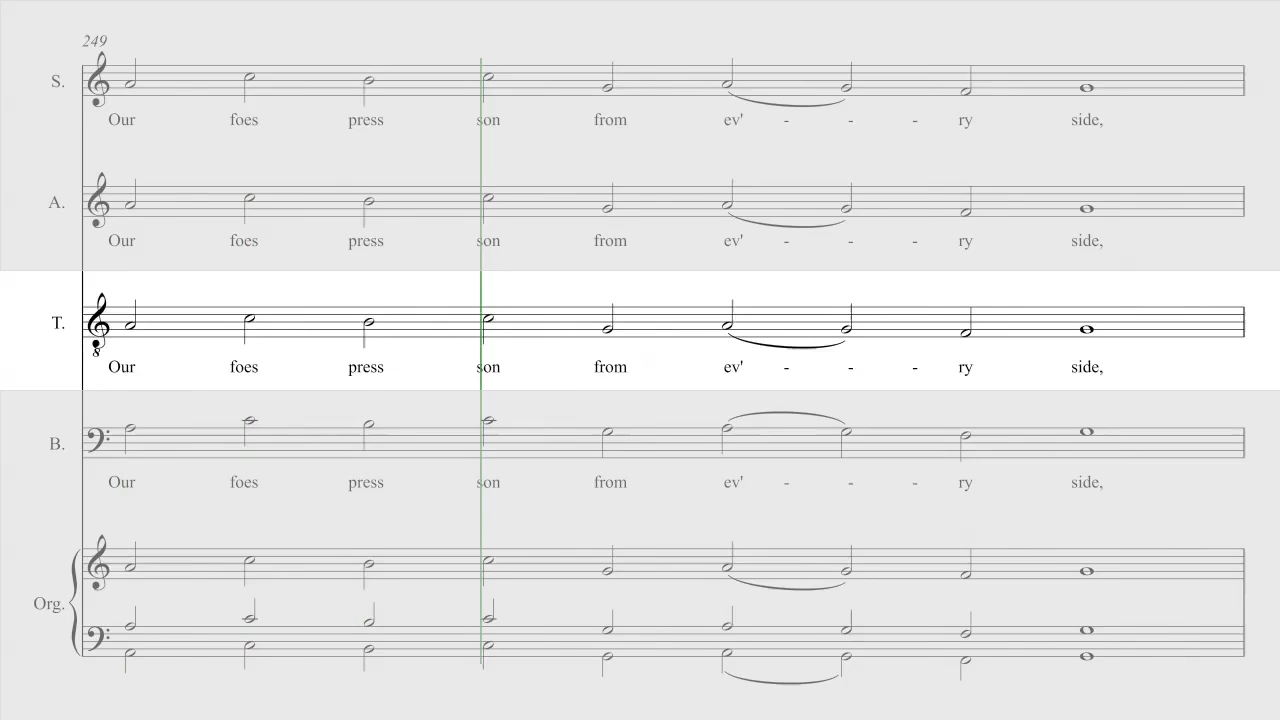 249
S.
Our foes press son from ev' - - - ry side,
A.
Our foes press son from ev' - - - ry side,
T.
8
Our foes press son from ev' - - - ry side,
B.
Our foes press son from ev' - - - ry side,
Org.